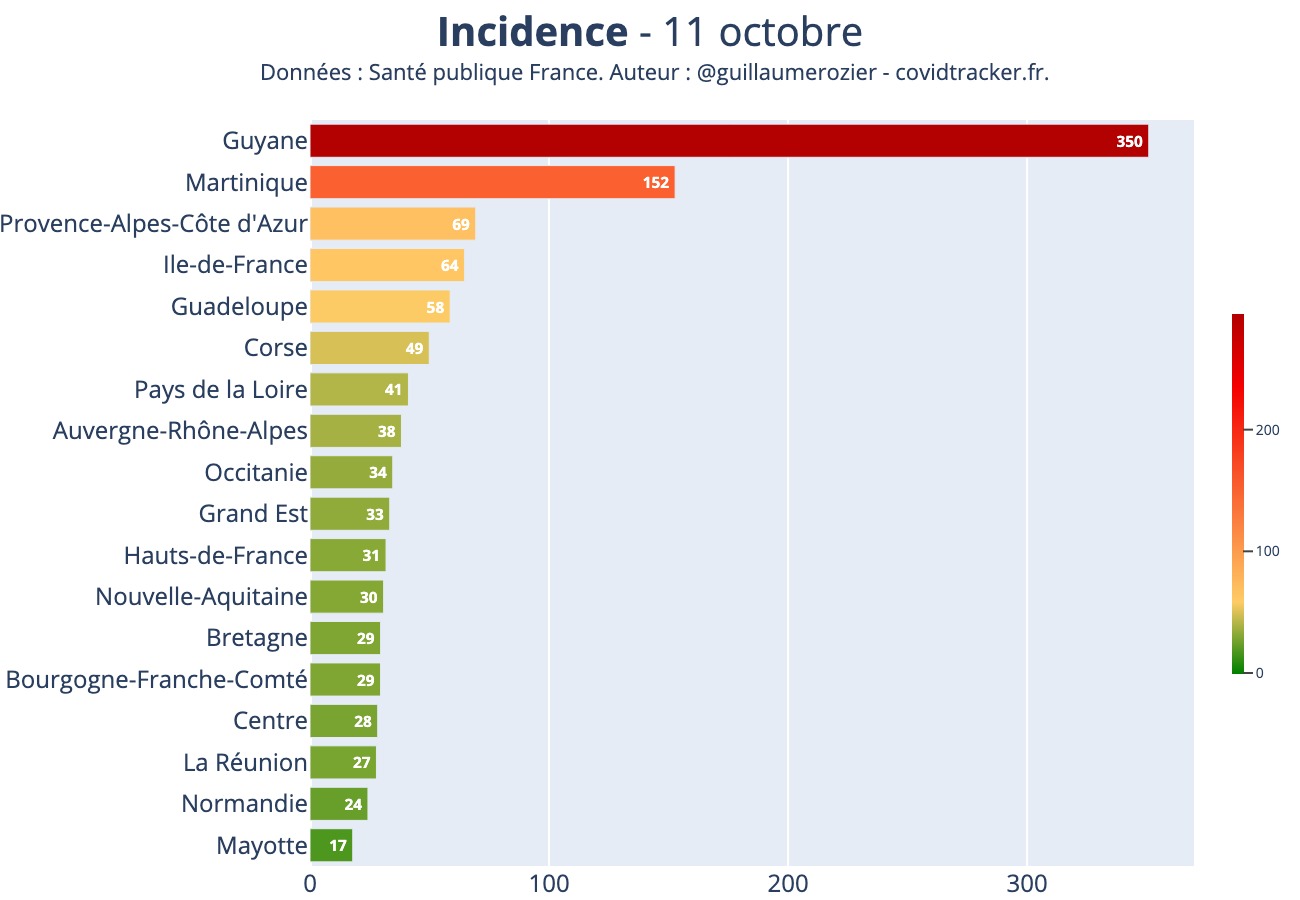 Incidence - 11 octobre
Données : Santé publique France. Auteur : @guillaumerozier - covidtracker.fr.
Guyane 350
Martinique 152
Provence-Alpes-Côte d'Azur 69
Ile-de-France 64
Guadeloupe 58
Corse 49
Pays de la Loire 41
Auvergne-Rhône-Alpes 38
Occitanie 34
Grand Est 33
Hauts-de-France 31
Nouvelle-Aquitaine 30
Bretagne 29
Bourgogne-Franche-Comté 29
Centre 28
La Réunion 27
Normandie 24
Mayotte 17
0 100 200 300
200
100
0